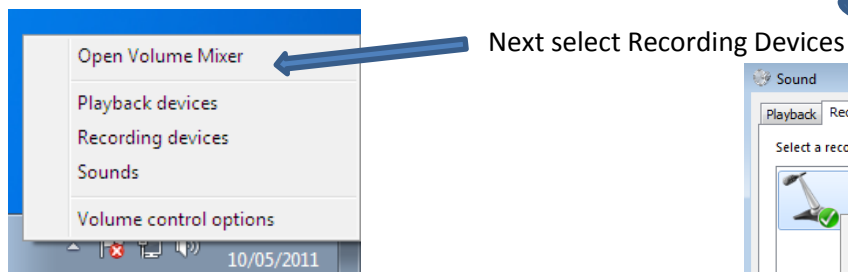 Next select Recording Devices
Open Volume Mixer
Playback devices
Recording devices
Sounds
Volume control options
10/05/2011
Sound
Playback
Select a